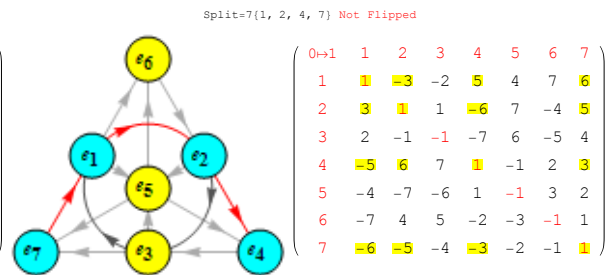 Split=7{1, 2, 4, 7} Not Flipped
e6
e1
e2
e5
e7
e3
e4
0↦1 1 2 3 4 5 6 7
1 1 -3 -2 5 4 7 6
2 3 1 1 -6 7 -4 5
3 2 -1 -1 -7 6 -5 4
4 -5 6 7 1 -1 2 3
5 -4 -7 -6 1 -1 3 2
6 -7 4 5 -2 -3 -1 1
7 -6 -5 -4 -3 -2 -1 1